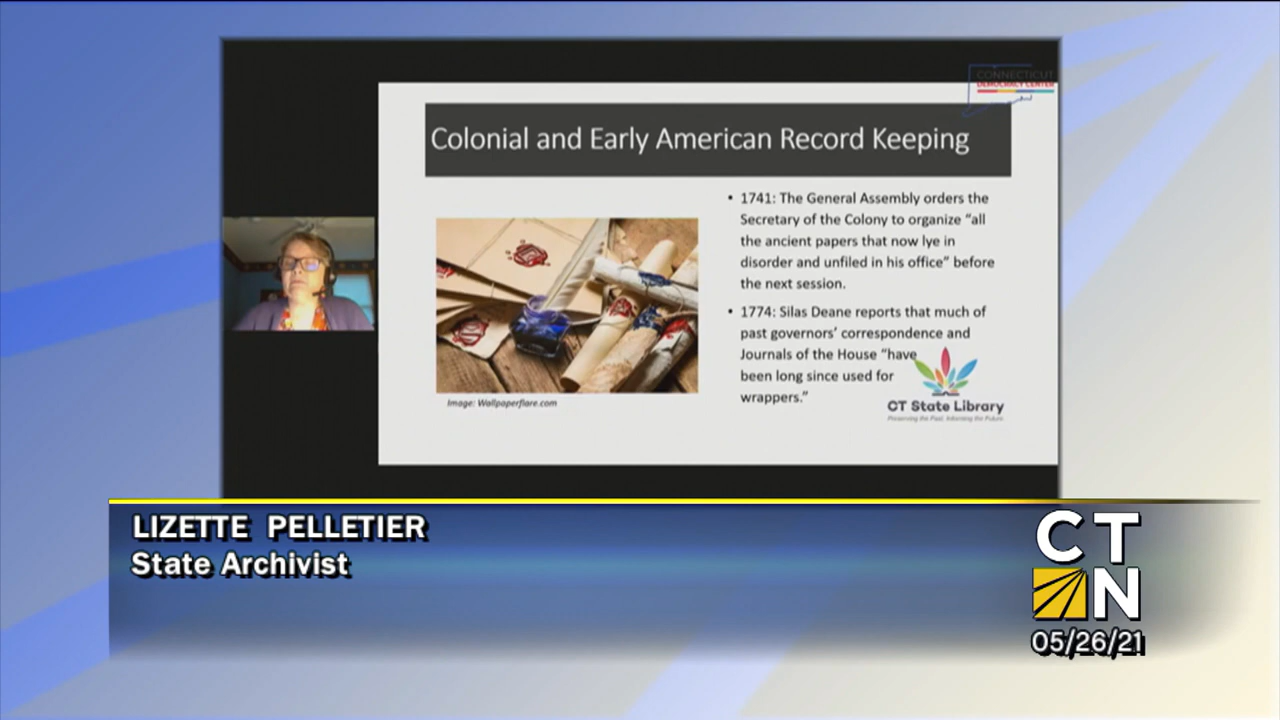 CONNECTICUT
DEMOCRACY CENTER
Colonial and Early American Record Keeping
• 1741: The General Assembly orders the
Secretary of the Colony to organize “all
the ancient papers that now lye in
disorder and unfiled in his office” before
the next session.
• 1774: Silas Deane reports that much of
past governors’ correspondence and
Journals of the House “have
been long since used for
wrappers.”
Image: Wallpaperflare.com
CT State Library
Preserving the Past, Informing the Future
LIZETTE PELLETIER
State Archivist
CT
N
05/26/21